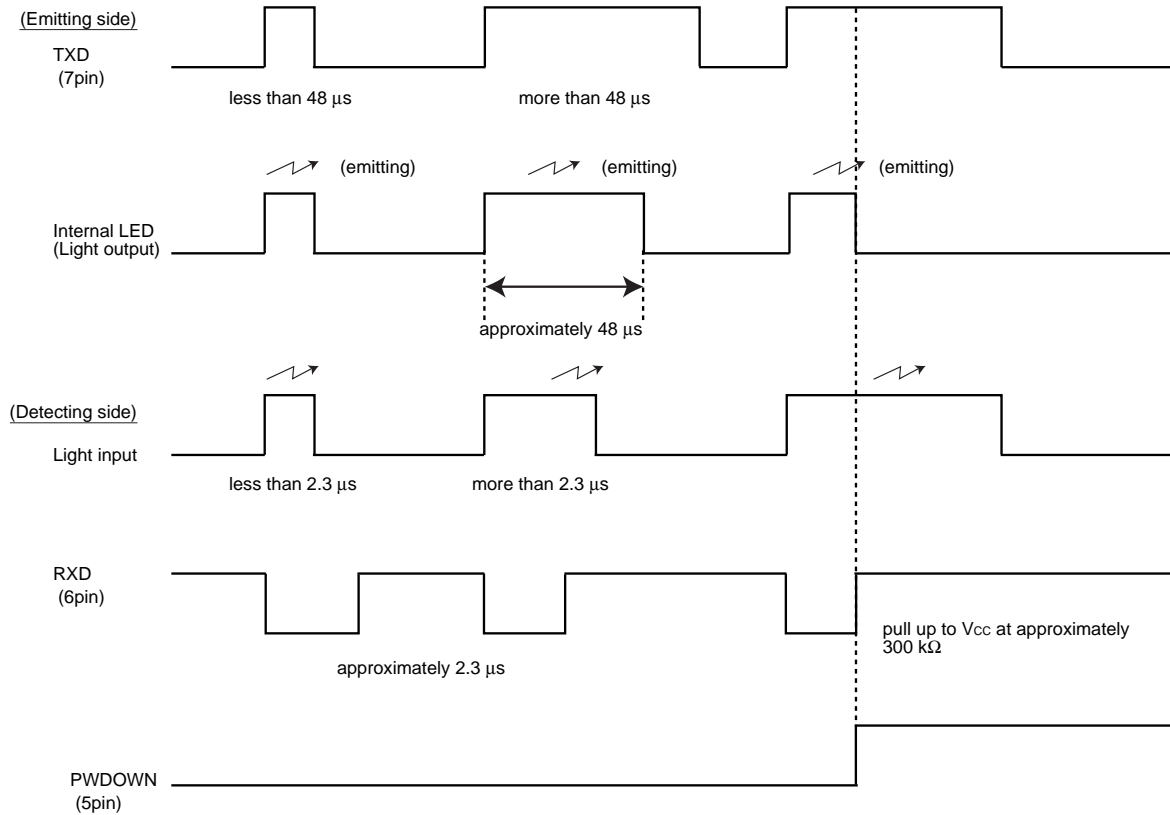 (Emitting side)
TXD
(7pin)
less than 48 μs
more than 48 μs
(emitting)
(emitting)
(emitting)
Internal LED
(Light output)
approximately 48 μs
(Detecting side)
Light input
less than 2.3 μs
more than 2.3 μs
RXD
(6pin)
approximately 2.3 μs
pull up to Vcc at approximately
300 kΩ
PWDOWN
(5pin)